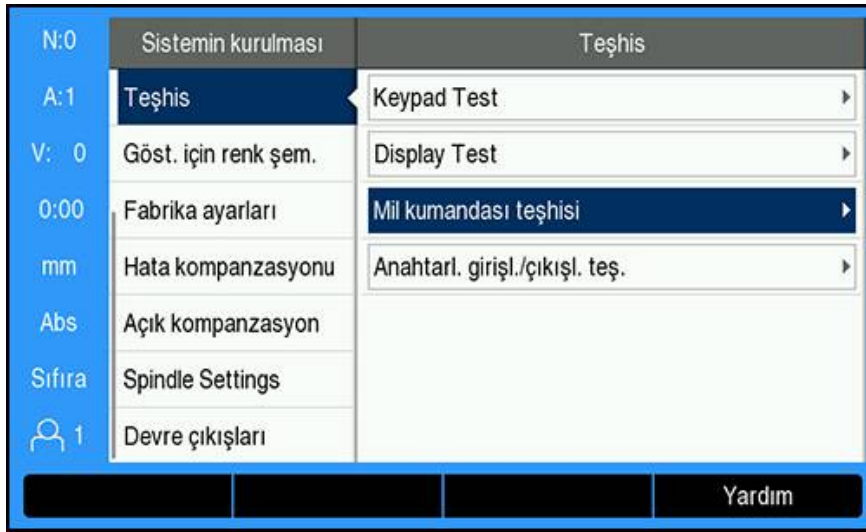 N:0
Sistemin kurulması
Teşhis
A:1
Teşhis
Keypad Test
V: 0
Göst. için renk şem.
Display Test
0:00
Fabrika ayarları
Mil kumandası teşhisi
mm
Hata kompanzasyonu
Anahtarl. girişl./çıkışl. teş.
Abs
Açık kompanzasyon
Sıfıra
Spindle Settings
1
Devre çıkışları
Yardım